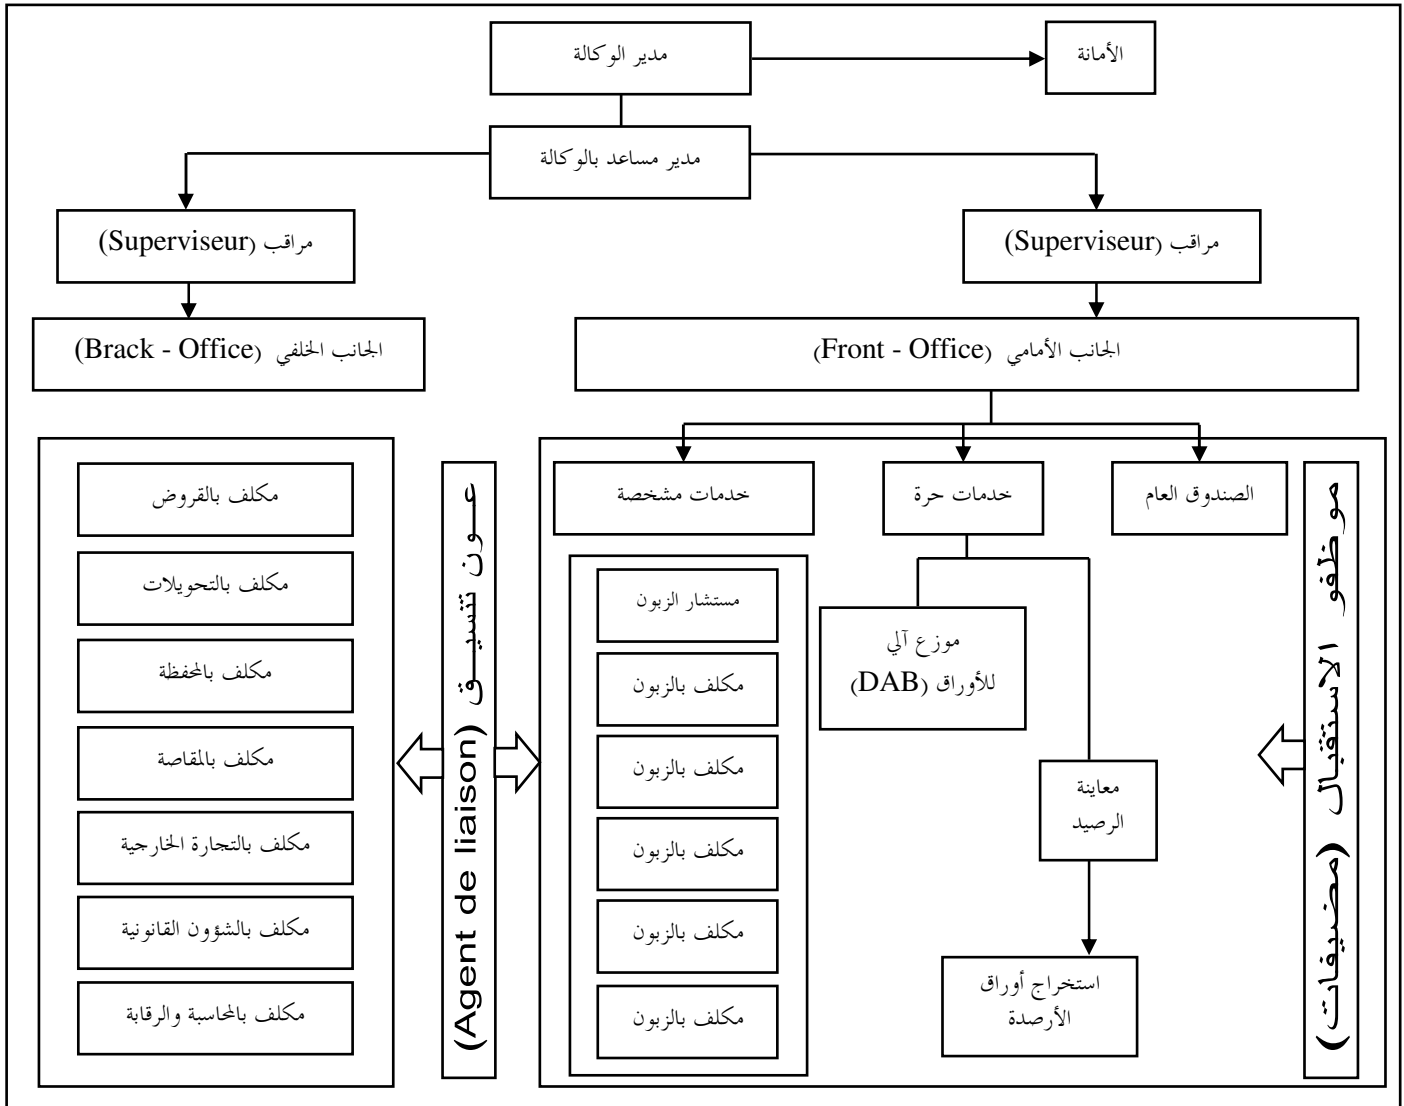 مدير الوكالة
الأمانة
مدير مساعد بالوكالة
مراقب (Superviseur)
مراقب (Superviseur)
الجانب الأمامي (Front - Office)
الجانب الخلفي (Brack - Office)
موظفو الاستقبال (مضيفات)
الصندوق العام
خدمات حرة
خدمات مشخصة
موزع آلي
للأوراق (DAB)
معاينة
الرصيد
استخراج أوراق
الأرصدة
مستشار الزبون
مكلف بالزبون
مكلف بالزبون
مكلف بالزبون
مكلف بالزبون
مكلف بالزبون
عون تنسيق (Agent de liaison)
مكلف بالقروض
مكلف بالتحويلات
مكلف بالمحفظة
مكلف بالمقاصة
مكلف بالتجارة الخارجية
مكلف بالشؤون القانونية
مكلف بالمحاسبة والرقابة